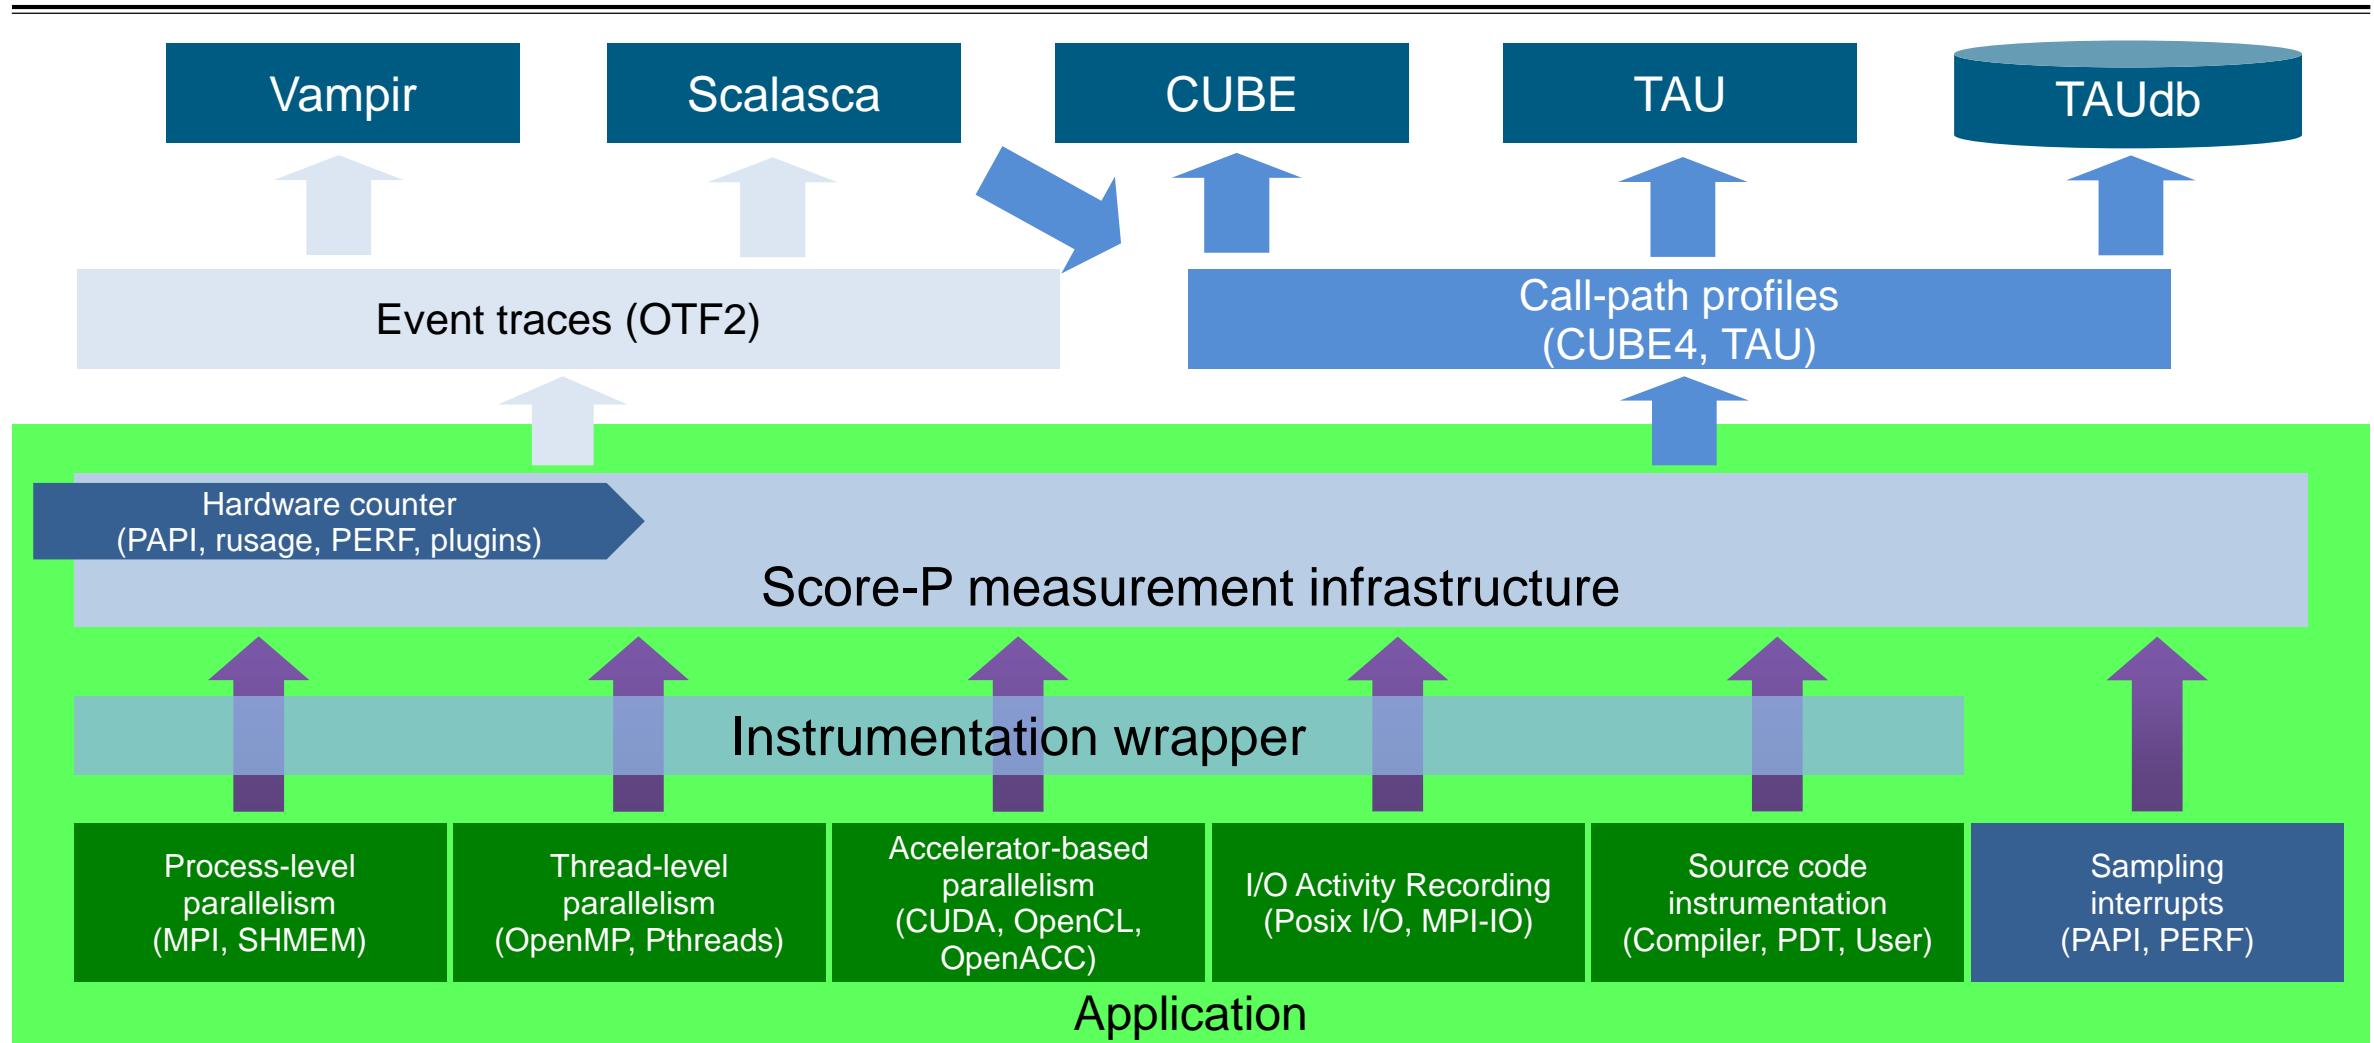 Vampir
Scalasca
CUBE
TAU
TAUdb
Event traces (OTF2)
Call-path profiles
(CUBE4, TAU)
Hardware counter
(PAPI, rusage, PERF, plugins)
Score-P measurement infrastructure
Instrumentation wrapper
Process-level
parallelism
(MPI, SHMEM)
Thread-level
parallelism
(OpenMP, Pthreads)
Accelerator-based
parallelism
(CUDA, OpenCL,
OpenACC)
I/O Activity Recording
(Posix I/O, MPI-IO)
Source code
instrumentation
(Compiler, PDT, User)
Sampling
interrupts
(PAPI, PERF)
Application